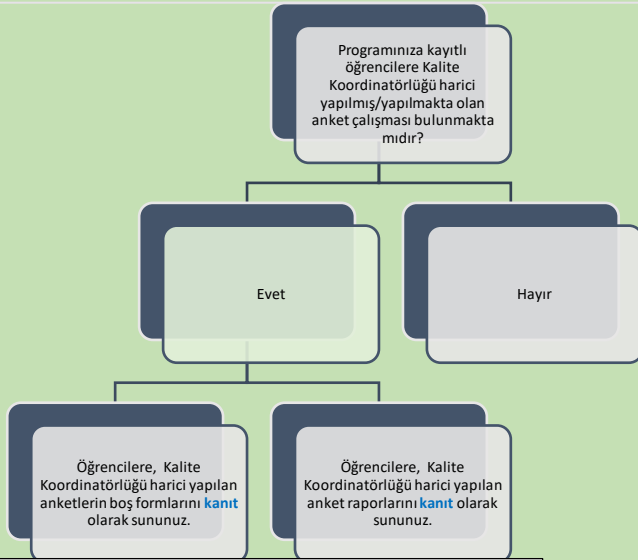 Programınıza kayıtlı
öğrencilere Kalite
Koordinatörlüğü harici
yapılmış/yapılmakta olan
anket çalışması bulunmakta
mıdır?
Evet
Hayır
Öğrencilere, Kalite
Koordinatörlüğü harici yapılan
anketlerin boş formlarını kanıt
olarak sununuz.
Öğrencilere, Kalite
Koordinatörlüğü harici yapılan
anket raporlarını kanıt olarak
sununuz.